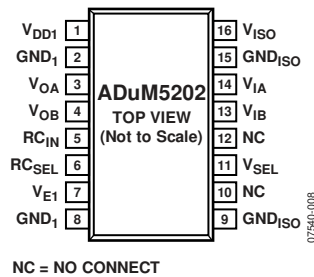 VDD1 1 16 VISO
GND1 2 15 GNDISO
VOA 3 ADuM5202 14 VIA
VOB 4 TOP VIEW 13 VIB
RCIN 5 (Not to Scale) 12 NC
RCSEL 6 11 VSEL
VE1 7 10 NC
GND1 8 9 GNDISO
07540-008
NC = NO CONNECT